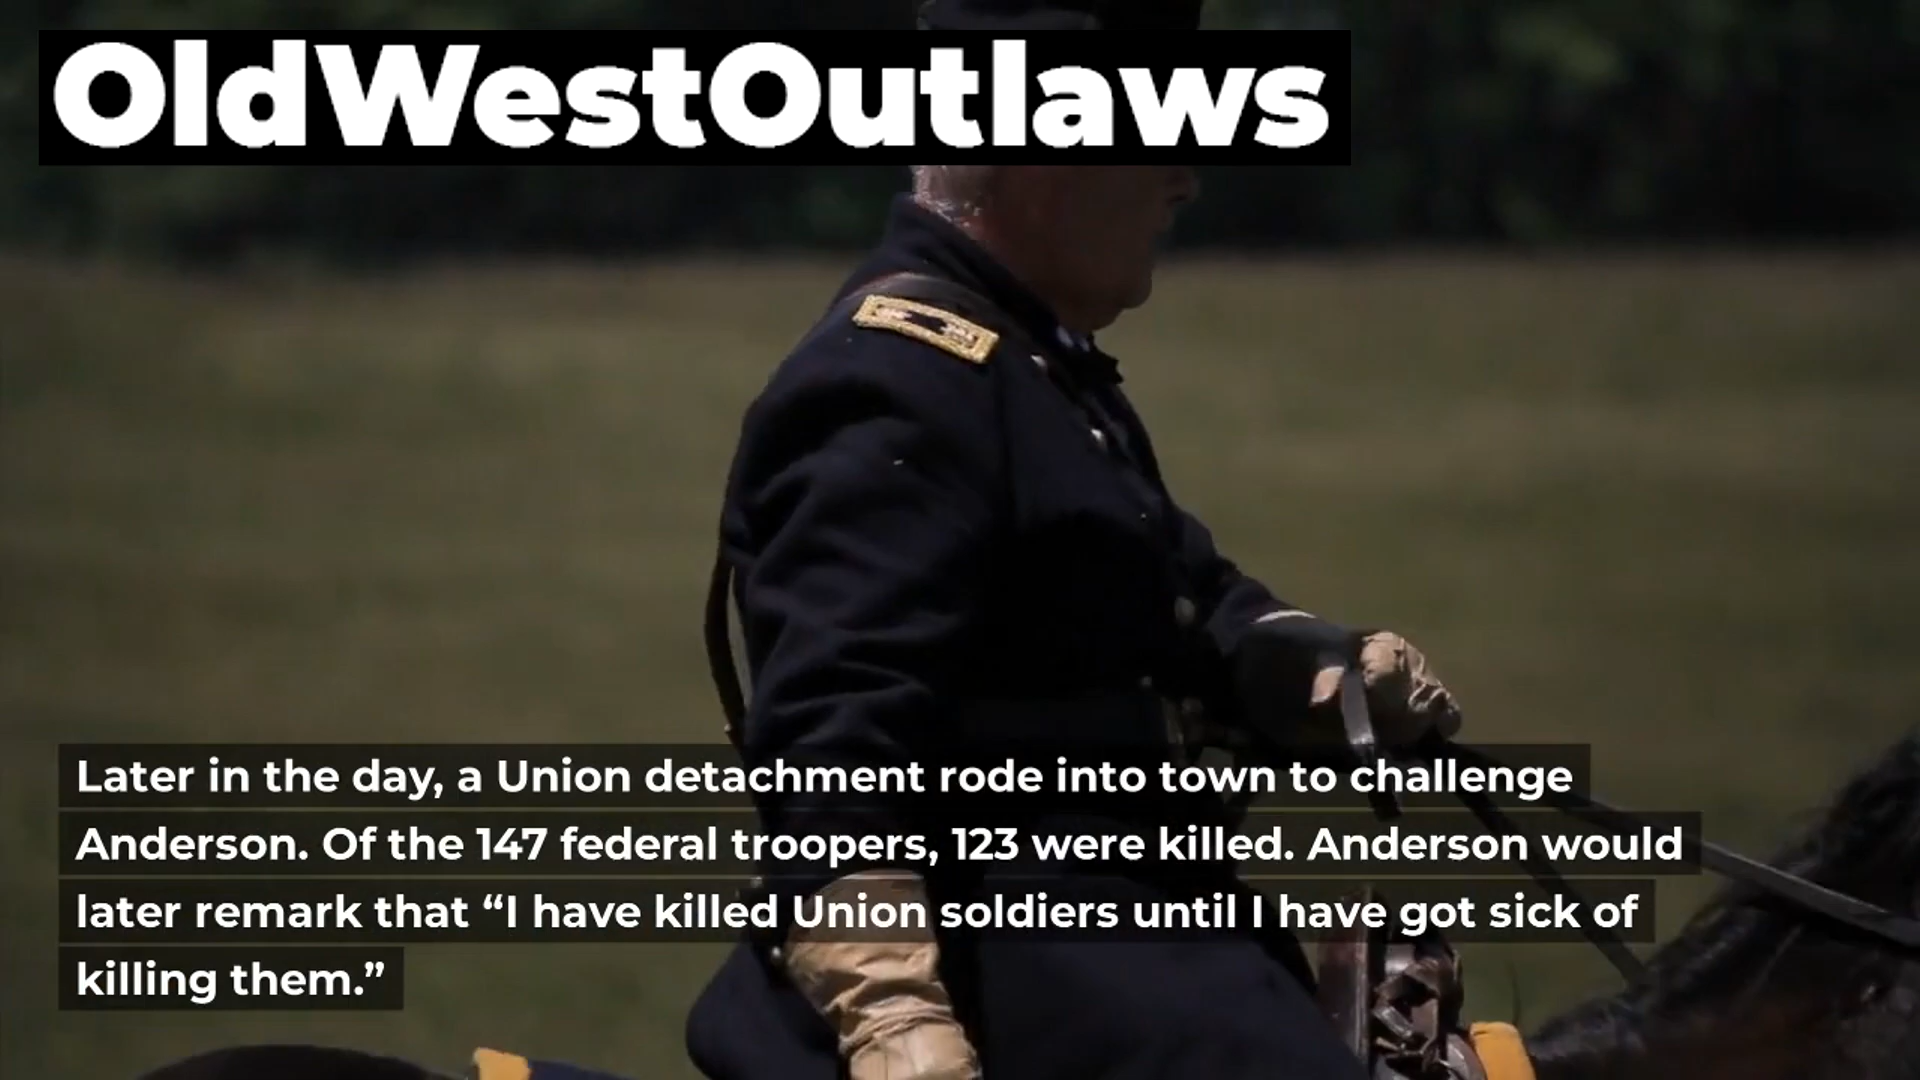 OldWestOutlaws
Later in the day, a Union detachment rode into town to challenge
Anderson. Of the 147 federal troopers, 123 were killed. Anderson would
later remark that “I have killed Union soldiers until I have got sick of
killing them.”